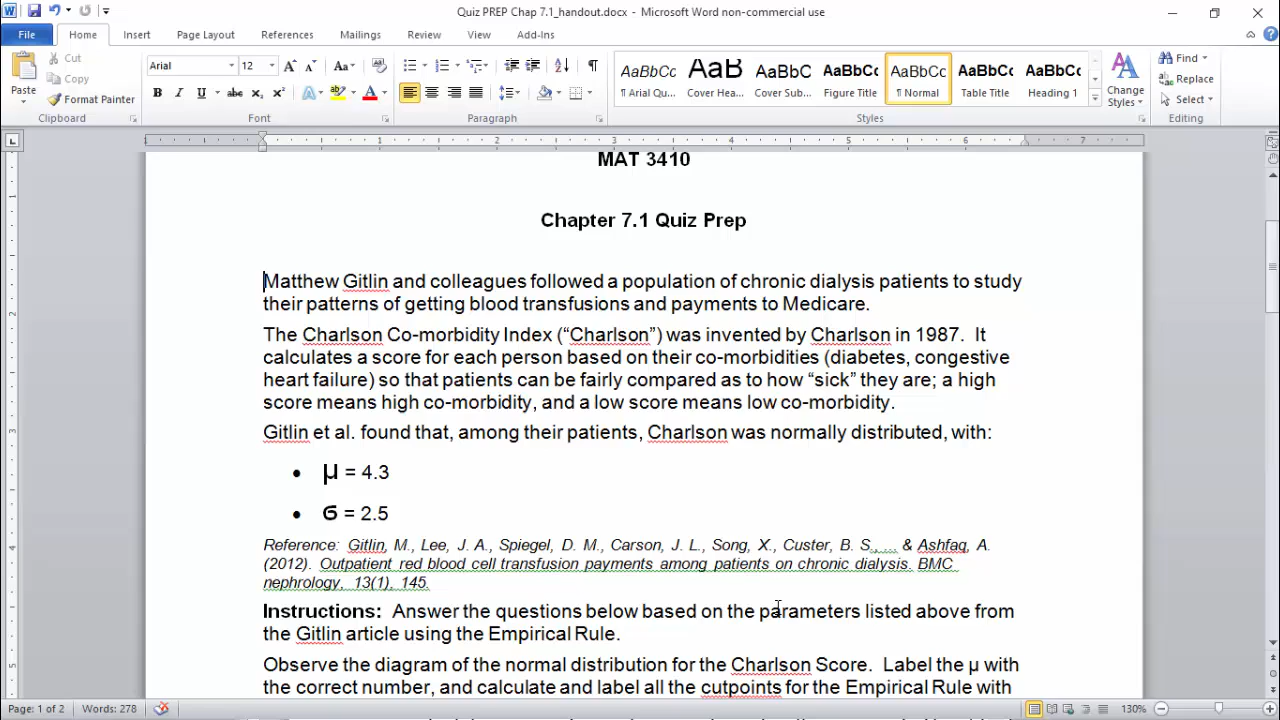 Quiz PREP Chap 7.1_handout.docx - Microsoft Word non-commercial use
File Home Insert Page Layout References Mailings Review View Add-Ins
Paste
Cut
Copy
Format Painter
Clipboard
Arial 12
Font
Paragraph
AaBbCc AaB AaBbCc AaBbCc AaBbCc AaBbCc AaBbCc
¶ Arial Qu... Cover Hea... Cover Sub... Figure Title ¶ Normal Table Title Heading 1
Styles
Change Styles
Find
Replace
Select
Editing
1 1 2 3 4 5 6 7
MAT 3410
Chapter 7.1 Quiz Prep
Matthew Gitlin and colleagues followed a population of chronic dialysis patients to study
their patterns of getting blood transfusions and payments to Medicare.
The Charlson Co-morbidity Index (“Charlson”) was invented by Charlson in 1987.  It
calculates a score for each person based on their co-morbidities (diabetes, congestive
heart failure) so that patients can be fairly compared as to how “sick” they are; a high
score means high co-morbidity, and a low score means low co-morbidity.
Gitlin et al. found that, among their patients, Charlson was normally distributed, with:
• μ = 4.3
• σ = 2.5
Reference:  Gitlin, M., Lee, J. A., Spiegel, D. M., Carson, J. L., Song, X., Custer, B. S., ... & Ashfaq, A.
(2012). Outpatient red blood cell transfusion payments among patients on chronic dialysis. BMC
nephrology, 13(1), 145.
Instructions:  Answer the questions below based on the parameters listed above from
the Gitlin article using the Empirical Rule.
Observe the diagram of the normal distribution for the Charlson Score.  Label the μ with
the correct number, and calculate and label all the cutpoints for the Empirical Rule with
Page: 1 of 2 Words: 278 130%